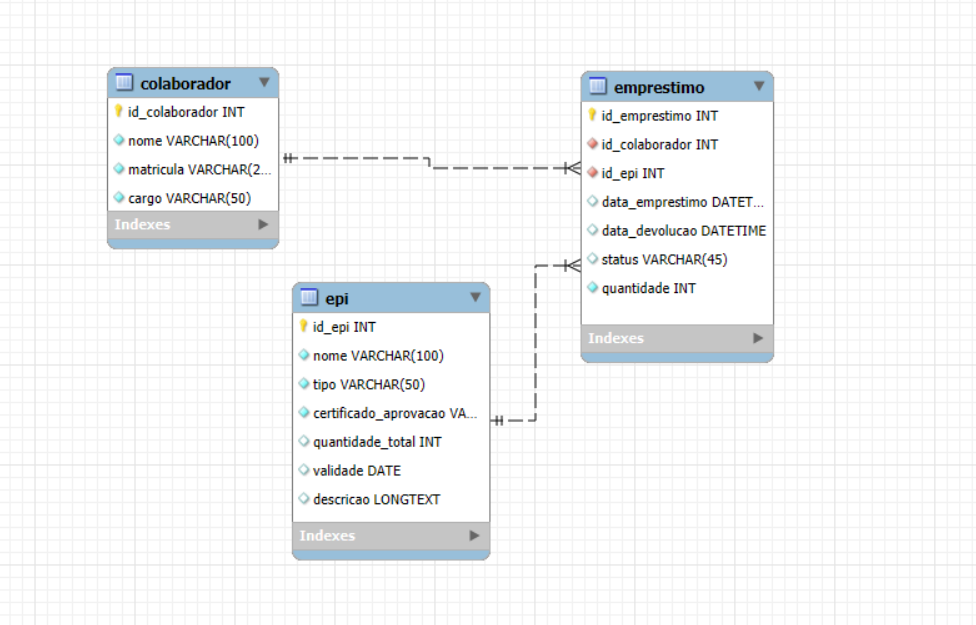 colaborador
id_colaborador INT
nome VARCHAR(100)
matricula VARCHAR(2...
cargo VARCHAR(50)
Indexes
emprestimo
id_emprestimo INT
id_colaborador INT
id_epi INT
data_emprestimo DATET...
data_devolucao DATETIME
status VARCHAR(45)
quantidade INT
Indexes
epi
id_epi INT
nome VARCHAR(100)
tipo VARCHAR(50)
certificado_aprovacao VA...
quantidade_total INT
validade DATE
descricao LONGTEXT
Indexes